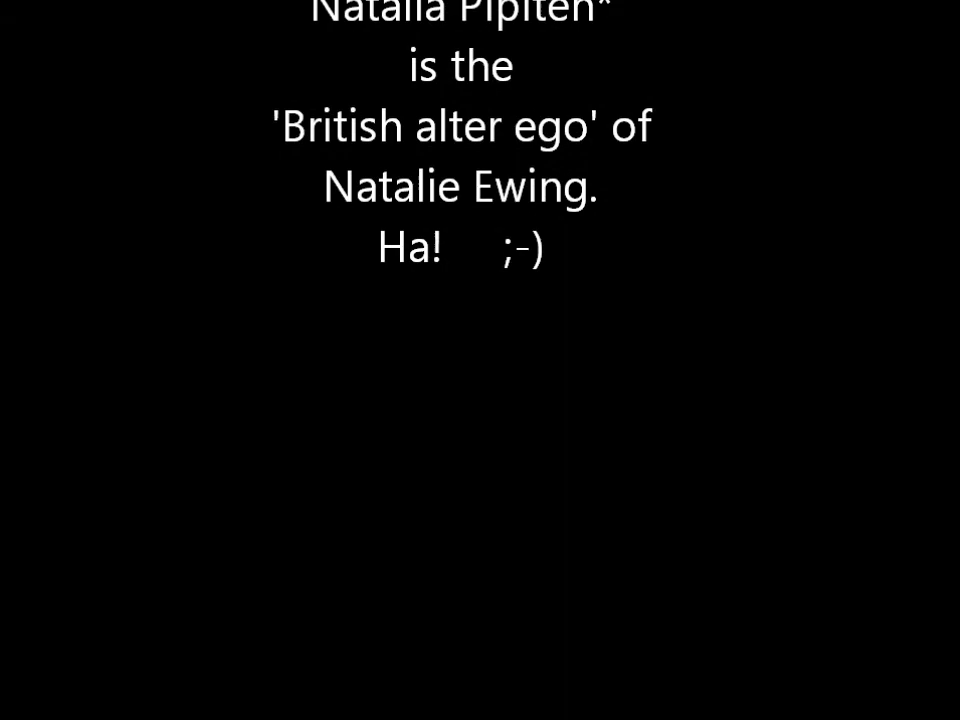 Natalia Pipiten*
is the
'British alter ego' of
Natalie Ewing.
Ha! ;-)